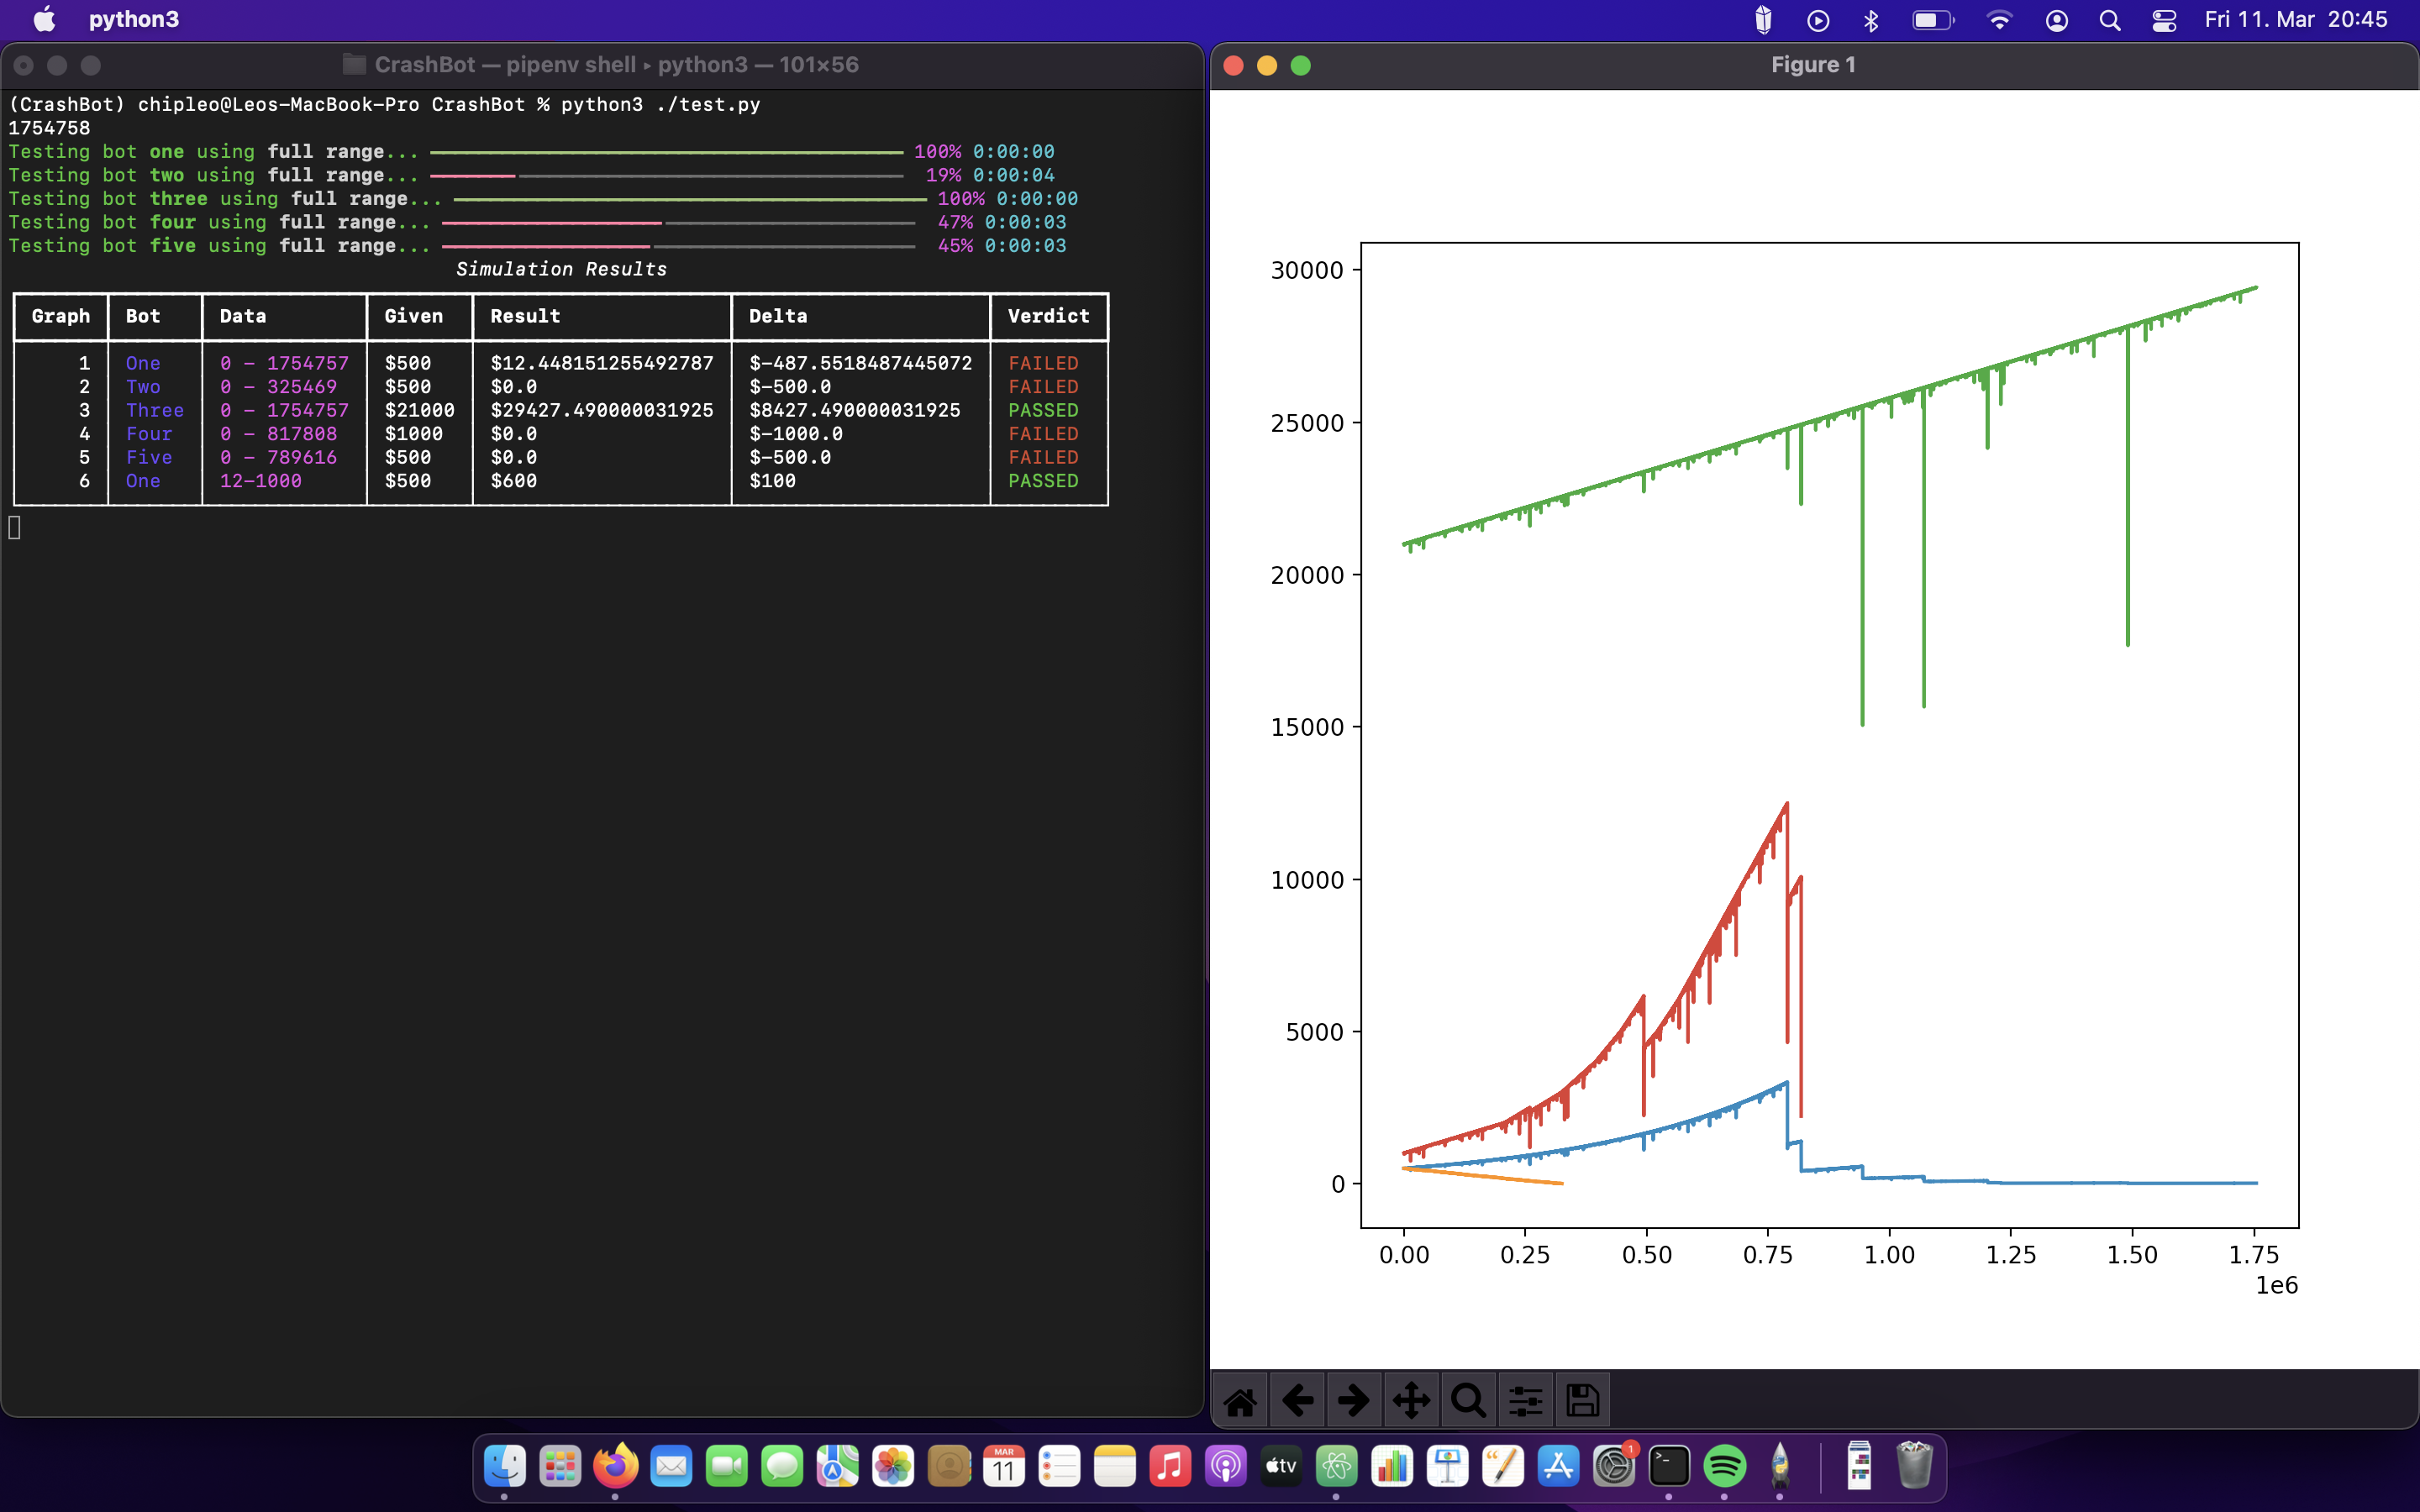 python3
Fri 11. Mar 20:45
CrashBot — pipenv shell ▸ python3 — 101×56
(CrashBot) chipleo@Leos-MacBook-Pro CrashBot % python3 ./test.py
1754758
Testing bot one using full range... 100% 0:00:00
Testing bot two using full range... 19% 0:00:04
Testing bot three using full range... 100% 0:00:00
Testing bot four using full range... 47% 0:00:03
Testing bot five using full range... 45% 0:00:03
Simulation Results
Graph Bot Data Given Result Delta Verdict
1 One 0 - 1754757 $500 $12.448151255492787 $-487.5518487445072 FAILED
2 Two 0 - 325469 $500 $0.0 $-500.0 FAILED
3 Three 0 - 1754757 $21000 $29427.490000031925 $8427.490000031925 PASSED
4 Four 0 - 817808 $1000 $0.0 $-1000.0 FAILED
5 Five 0 - 789616 $500 $0.0 $-500.0 FAILED
6 One 12-1000 $500 $600 $100 PASSED
Figure 1
30000
25000
20000
15000
10000
5000
0
0.00 0.25 0.50 0.75 1.00 1.25 1.50 1.75
1e6
MAR
11
tv
1
>_